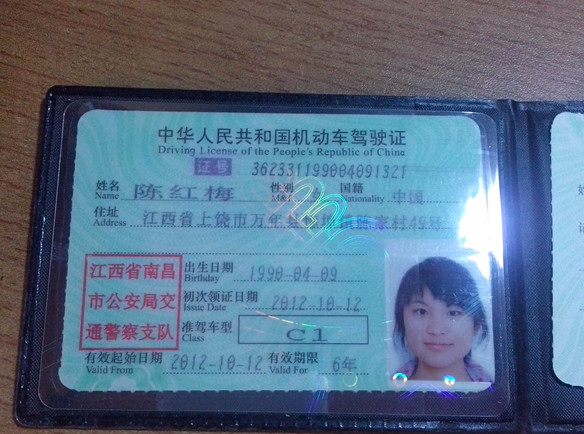 中华人民共和国机动车驾驶证
Driving License of the People's Republic of China
证号 362331199004091321
姓名 Name 陈红梅 性别 国籍 Nationality 中国
住址 Address 江西省上饶市万年县 陈家村49号
出生日期 Birthday 1990-04-09
初次领证日期 Issue Date 2012-10-12
准驾车型 Class C1
江西省南昌
市公安局交
通警察支队
有效起始日期 Valid From 2012-10-12 有效期限 Valid For 6年